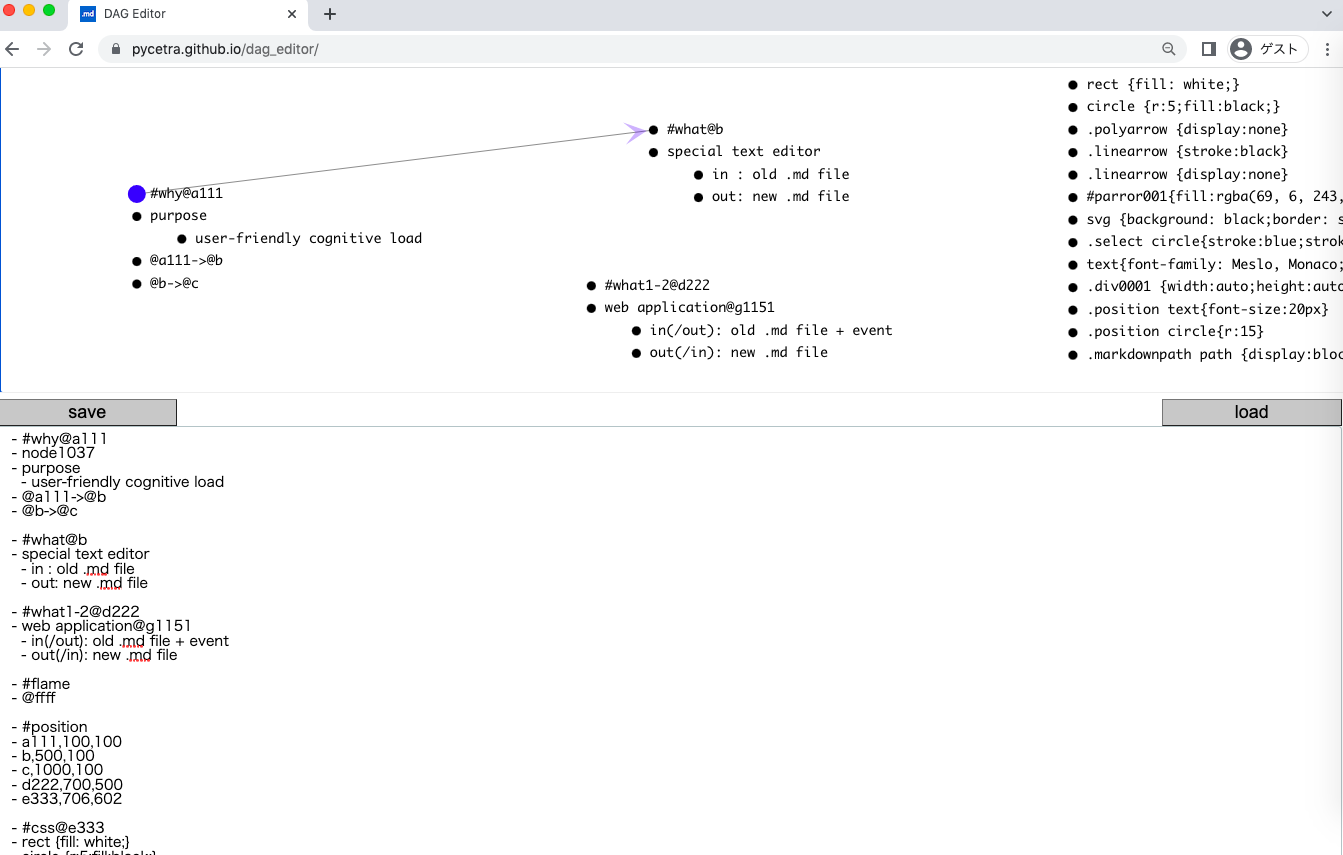 DAG Editor
pycetra.github.io/dag_editor/
ゲスト
#why@a111
purpose
user-friendly cognitive load
@a111->@b
@b->@c
#what@b
special text editor
in : old .md file
out: new .md file
#what1-2@d222
web application@g1151
in(/out): old .md file + event
out(/in): new .md file
rect {fill: white;}
circle {r:5;fill:black;}
.polyarrow {display:none}
.linearrow {stroke:black}
.linearrow {display:none}
#parror001{fill:rgba(69, 6, 243,
svg {background: black;border: s
.select circle{stroke:blue;strok
text{font-family: Meslo, Monaco;
.div0001 {width:auto;height:auto
.position text{font-size:20px}
.position circle{r:15}
.markdownpath path {display:bloc
save
load
- #why@a111
- node1037
- purpose
- user-friendly cognitive load
- @a111->@b
- @b->@c
- #what@b
- special text editor
- in : old .md file
- out: new .md file
- #what1-2@d222
- web application@g1151
- in(/out): old .md file + event
- out(/in): new .md file
- #flame
- @ffff
- #position
- a111,100,100
- b,500,100
- c,1000,100
- d222,700,500
- e333,706,602
- #css@e333
- rect {fill: white;}